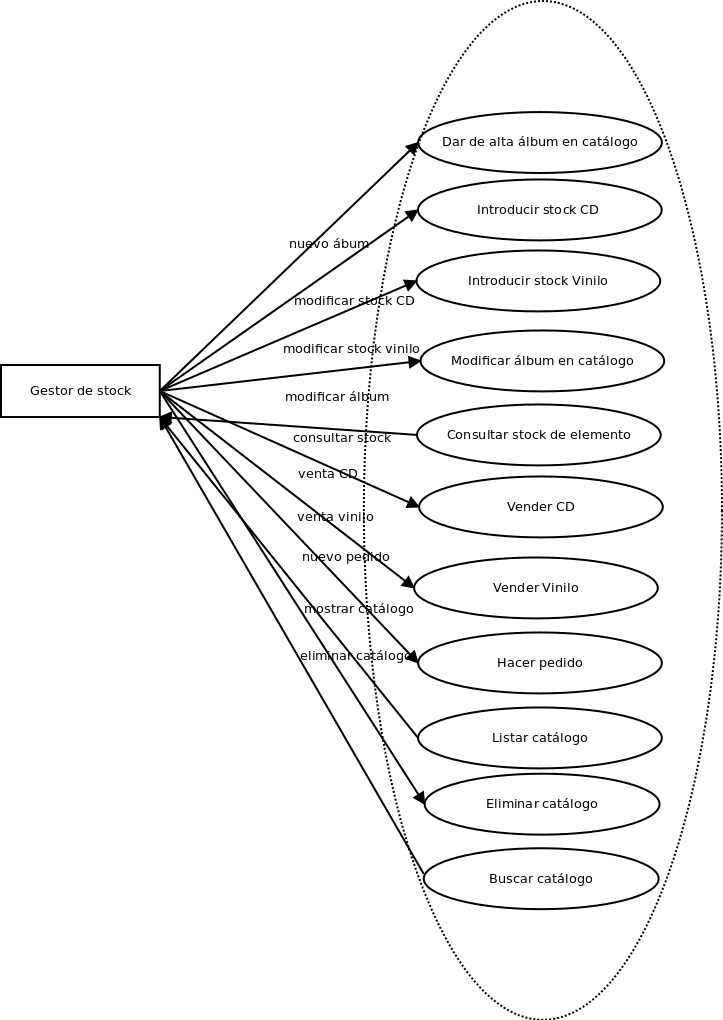 Dar de alta álbum en catálogo
Introducir stock CD
nuevo ábum
Introducir stock Vinilo
modificar stock CD
modificar stock vinilo
Modificar álbum en catálogo
Gestor de stock
modificar álbum
Consultar stock de elemento
consultar stock
venta CD
Vender CD
venta vinilo
nuevo pedido
Vender Vinilo
mostrar catálogo
eliminar catálogo
Hacer pedido
Listar catálogo
Eliminar catálogo
Buscar catálogo